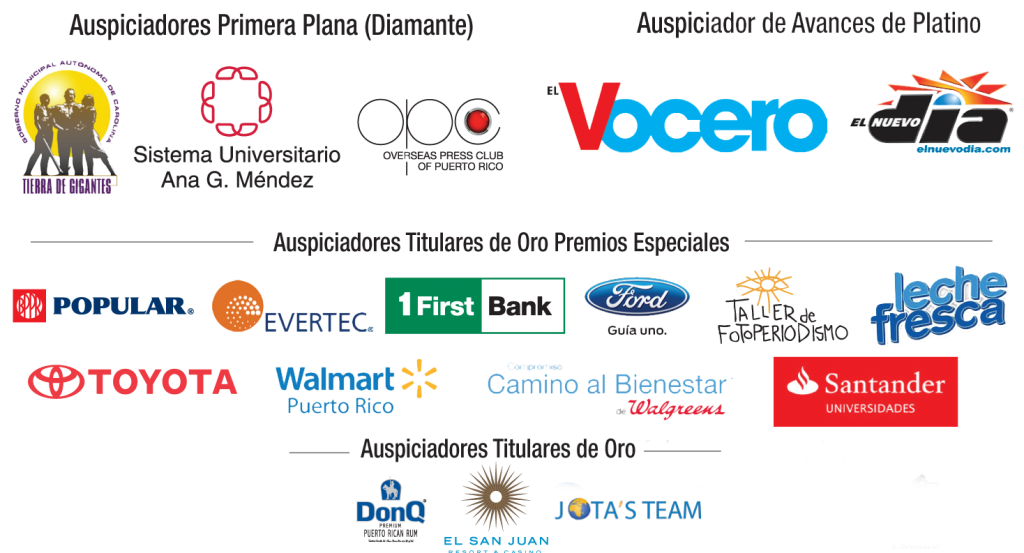 Auspiciadores Primera Plana (Diamante)
Auspiciador de Avances de Platino
GOBIERNO MUNICIPAL AUTONOMO DE CAROLINA
TIERRA DE GIGANTES
Sistema Universitario
Ana G. Méndez
opc
OVERSEAS PRESS CLUB
OF PUERTO RICO
EL Vocero
EL NUEVO día
elnuevodia.com
Auspiciadores Titulares de Oro Premios Especiales
POPULAR®
EVERTEC®
1 First Bank
Ford
Guía uno.
TALLER de
FOTOPERIODISMO
leche
fresca
TOYOTA
Walmart
Puerto Rico
Compromiso
Camino al Bienestar
de Walgreens
Santander
UNIVERSIDADES
Auspiciadores Titulares de Oro
DonQ®
PREMIUM
PUERTO RICAN RUM
EL SAN JUAN
RESORT & CASINO
JOTA'S TEAM